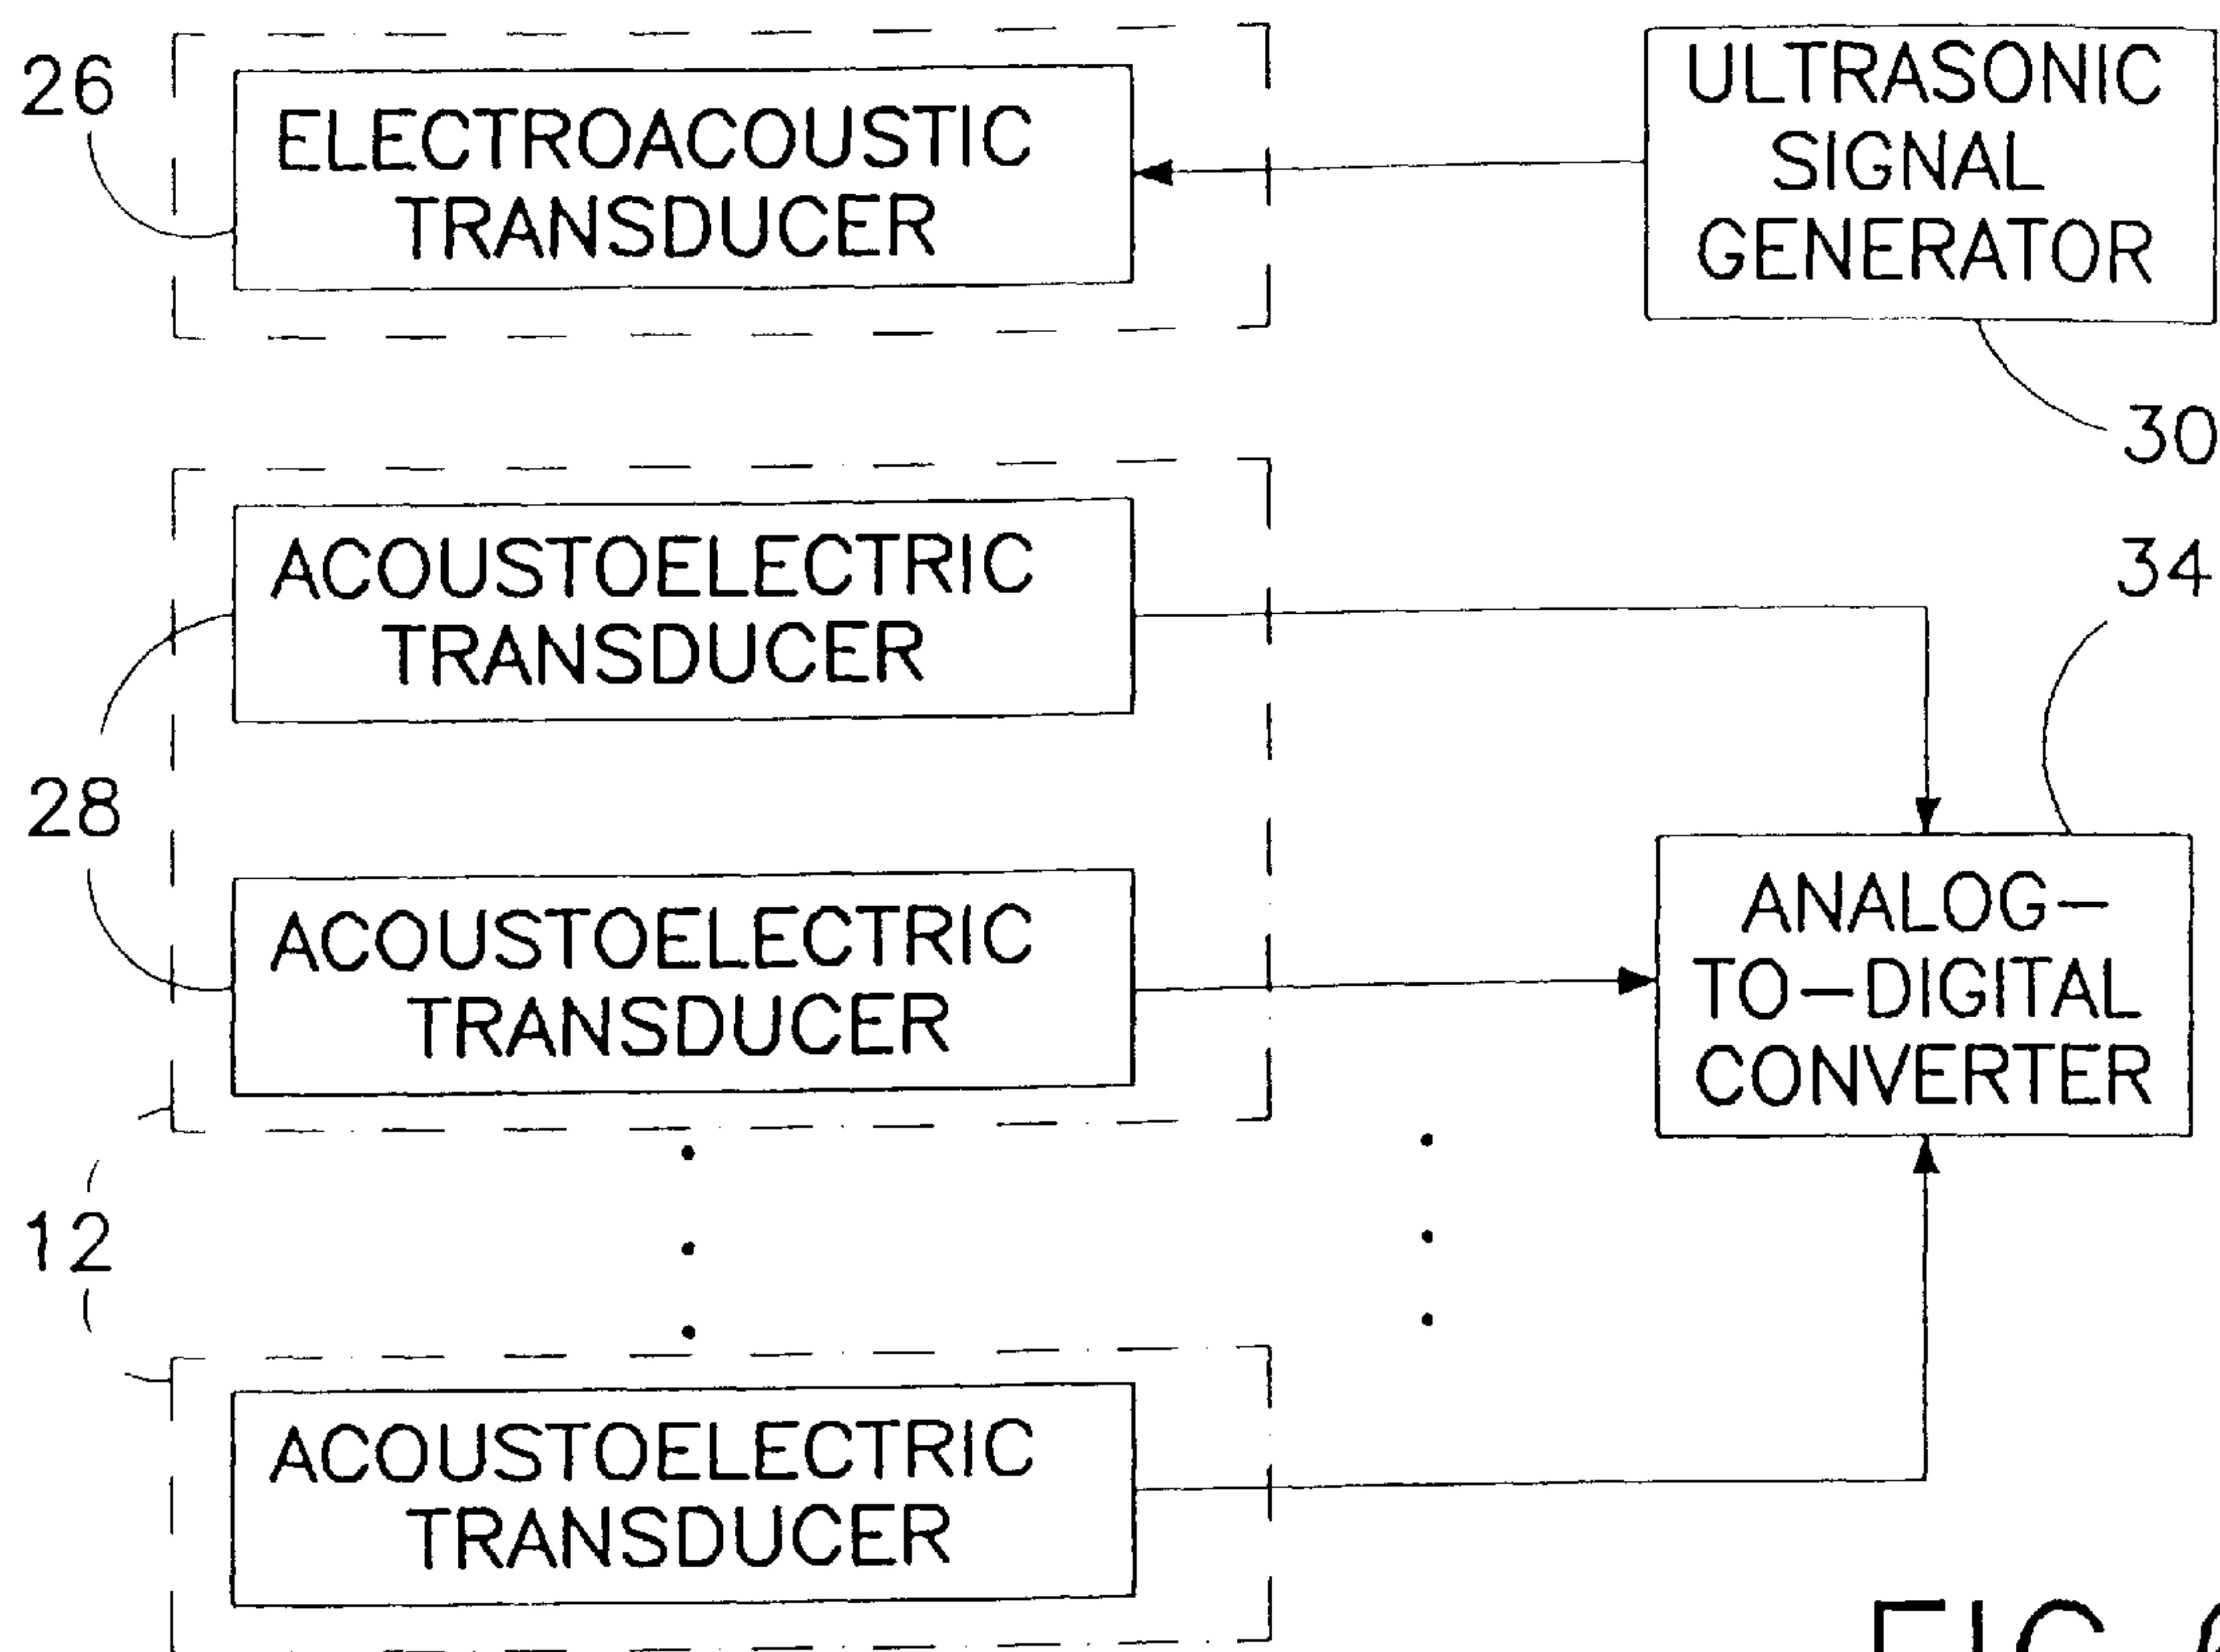 26
ELECTROACOUSTIC
TRANSDUCER
ULTRASONIC
SIGNAL
GENERATOR
30
ACOUSTOELECTRIC
TRANSDUCER
34
28
ACOUSTOELECTRIC
TRANSDUCER
ANALOG-
TO-DIGITAL
CONVERTER
12
ACOUSTOELECTRIC
TRANSDUCER